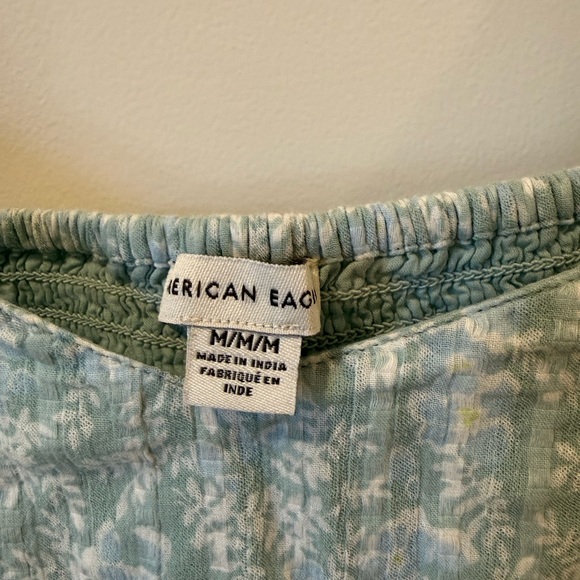 ERICAN EAG
M/M/M
MADE IN INDIA
FABRIQUÉ EN
INDE